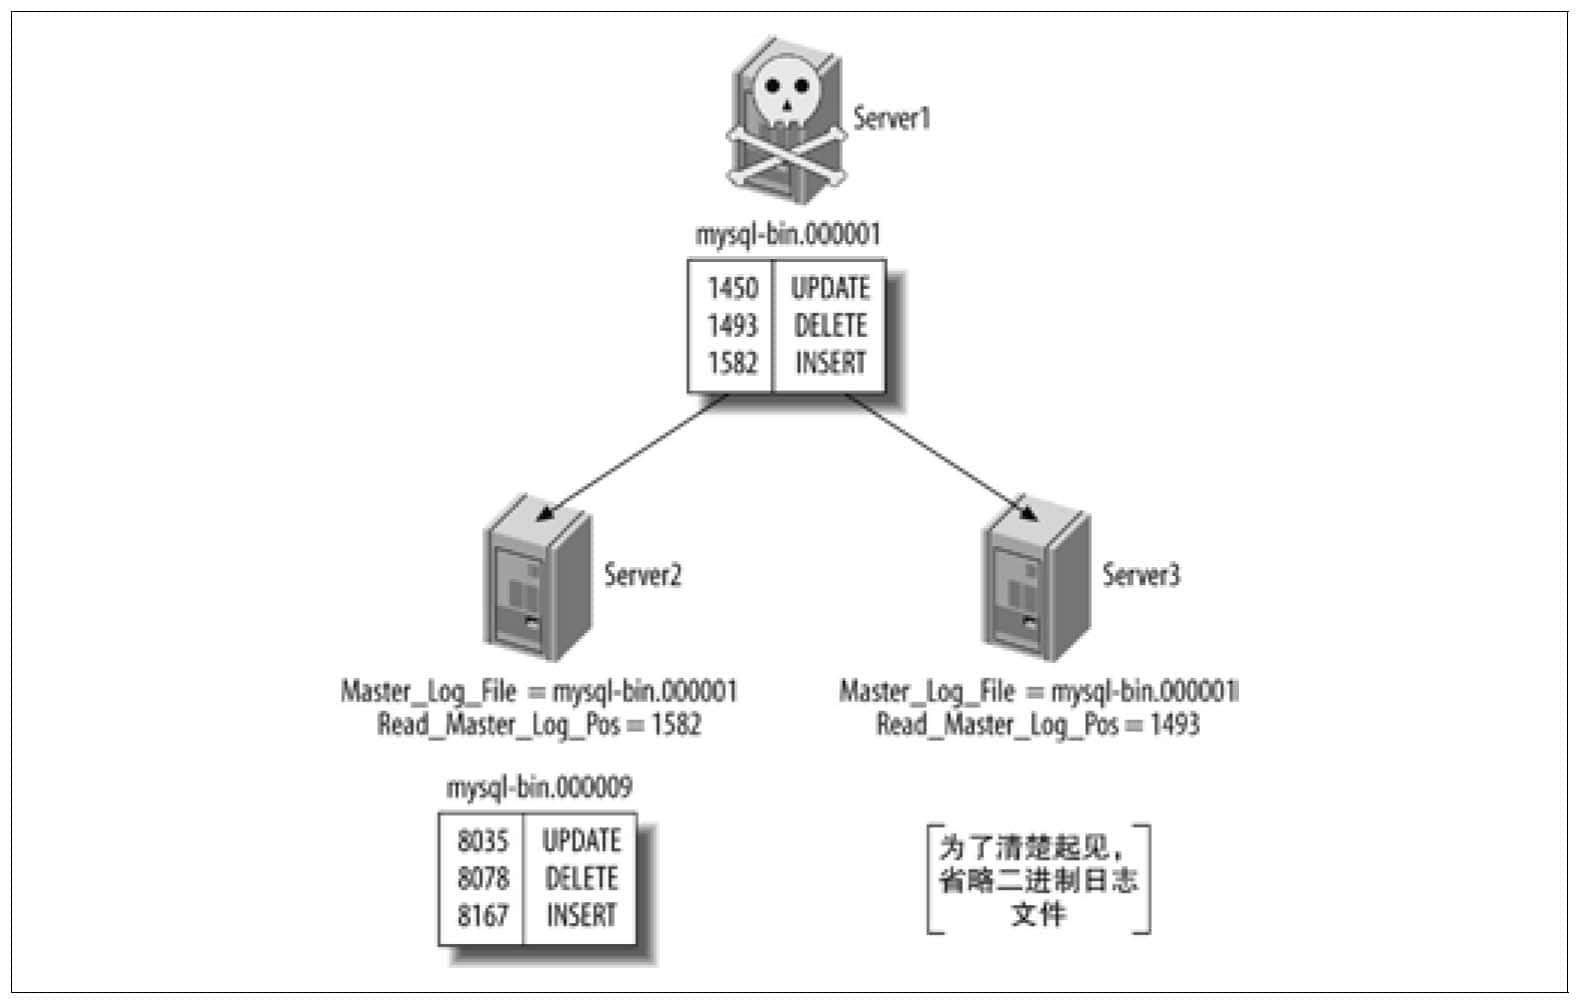 Server1
mysql-bin.000001
1450 UPDATE
1493 DELETE
1582 INSERT
Server2
Server3
Master_Log_File = mysql-bin.000001
Read_Master_Log_Pos = 1582
Master_Log_File = mysql-bin.000001
Read_Master_Log_Pos = 1493
mysql-bin.000009
8035 UPDATE
8078 DELETE
8167 INSERT
为了清楚起见，
省略二进制日志
文件